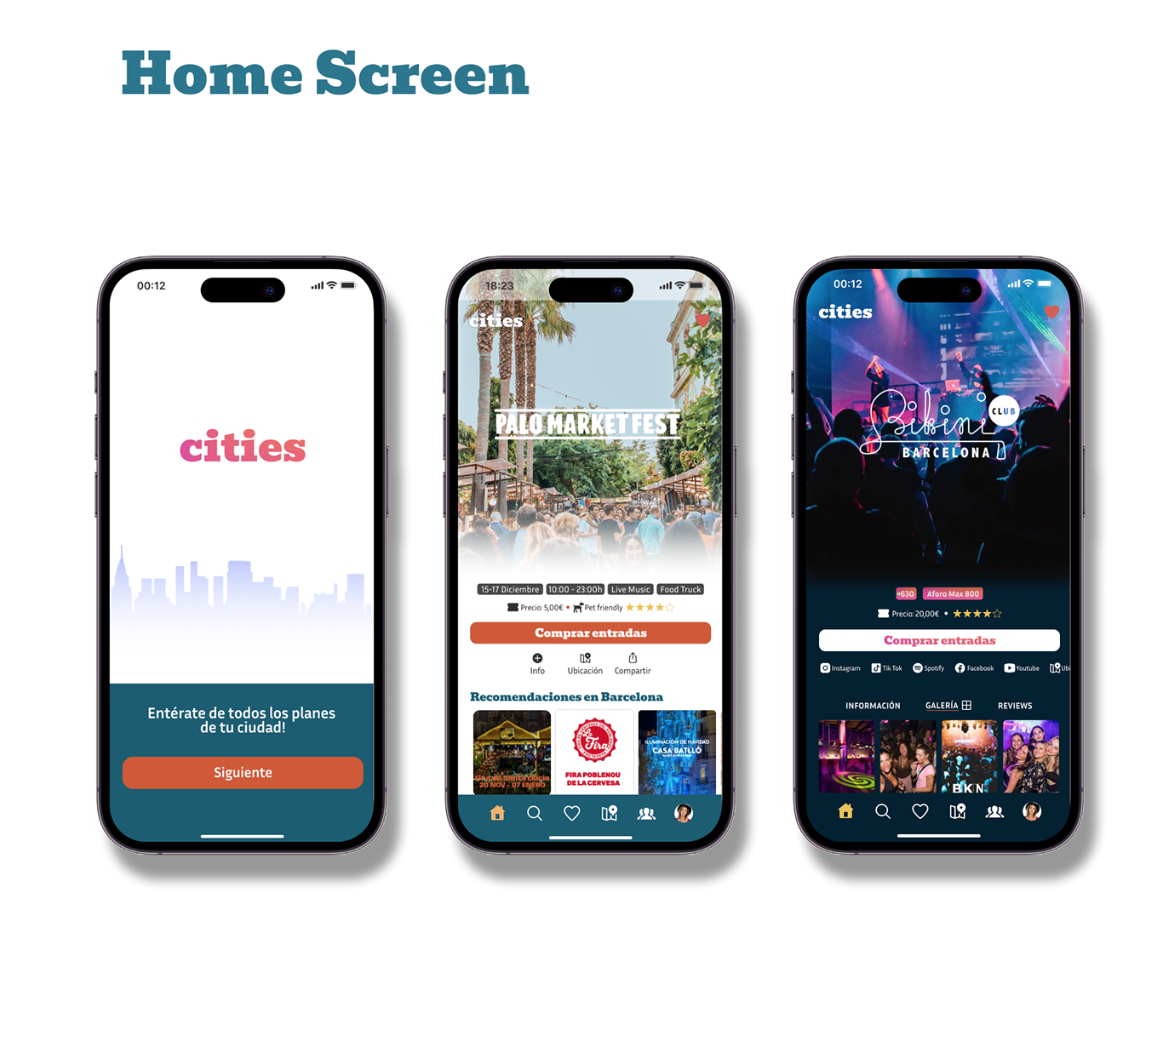 Home Screen
00:12
cities
Entérate de todos los planes
de tu ciudad!
Siguiente
18:23
cities
PALO MARKET FEST
15-17 Diciembre
10:00 - 23:00h
Live Music
Food Truck
Precio: 5,00€ • Pet friendly
Comprar entradas
Info
Ubicación
Compartir
Recomendaciones en Barcelona
20 NOV - 07 ENERO
La Fira
FIRA POBLENOU
DE LA CERVESA
ILUMINACIÓN DE NAVIDAD
CASA BATLLÓ
00:12
cities
Bikini
CLUB
BARCELONA
+630
Aforo Max 800
Precio: 20,00€ •
Comprar entradas
Instagram
Tik Tok
Spotify
Facebook
Youtube
Ubi
INFORMACIÓN
GALERÍA
REVIEWS
BKN